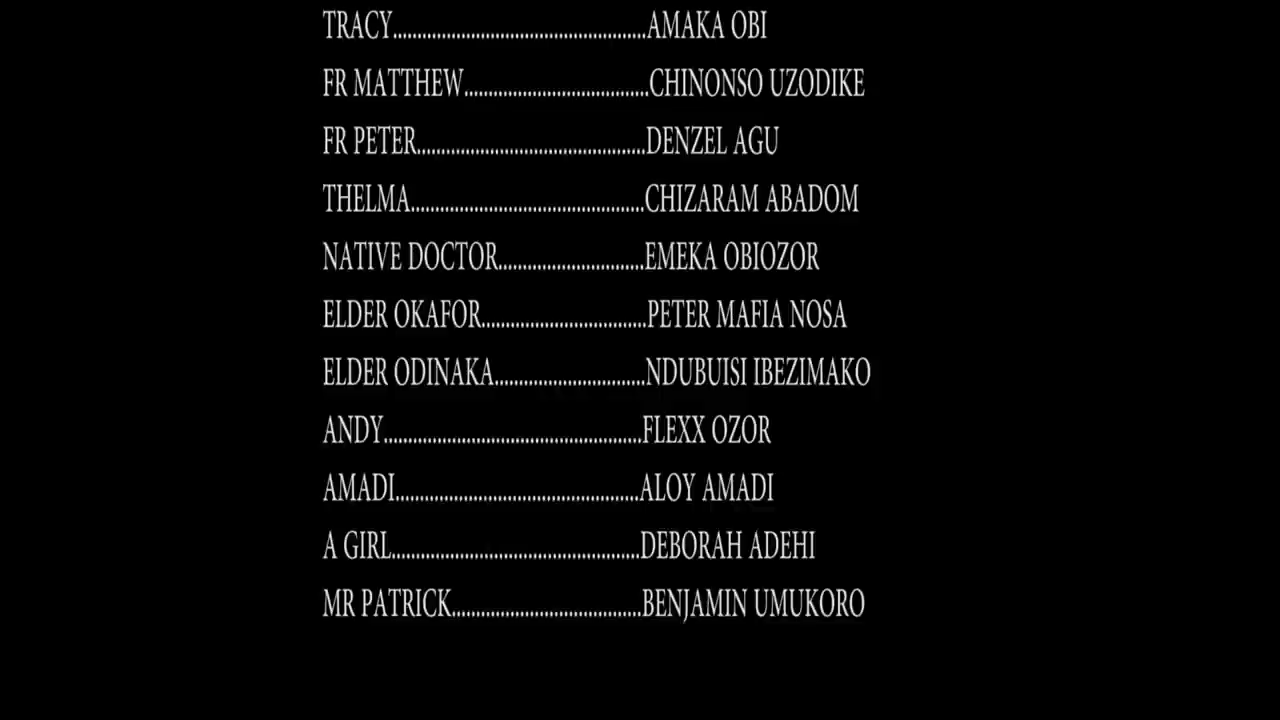 TRACY....................................................AMAKA OBI
FR MATTHEW......................................CHINONSO UZODIKE
FR PETER...............................................DENZEL AGU
THELMA................................................CHIZARAM ABADOM
NATIVE DOCTOR..............................EMEKA OBIOZOR
ELDER OKAFOR..................................PETER MAFIA NOSA
ELDER ODINAKA...............................NDUBUISI IBEZIMAKO
ANDY.....................................................FLEXX OZOR
AMADI..................................................ALOY AMADI
A GIRL...................................................DEBORAH ADEHI
MR PATRICK.......................................BENJAMIN UMUKORO